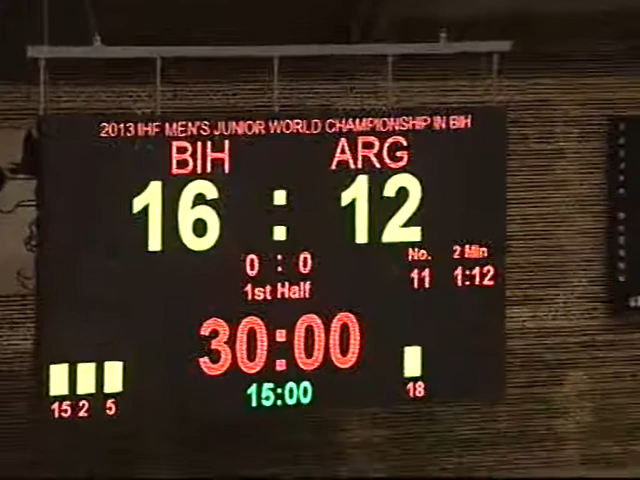 2013 IHF MEN'S JUNIOR WORLD CHAMPIONSHIP IN BIH
BIH ARG
16 : 12
0 : 0 No. 2 Min
1st Half 11 1:12
30:00
15:00
15 2 5 18